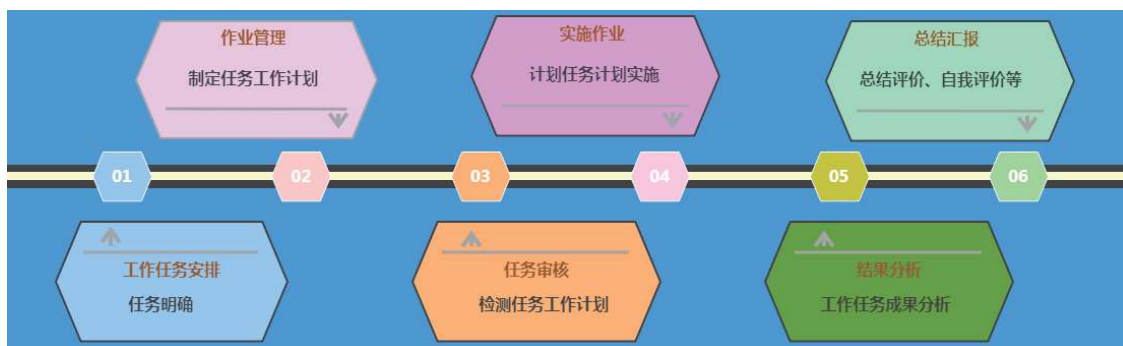 作业管理
制定任务工作计划
实施作业
计划任务计划实施
总结汇报
总结评价、自我评价等
01
02
03
04
05
06
工作任务安排
任务明确
任务审核
检测任务工作计划
结果分析
工作任务成果分析